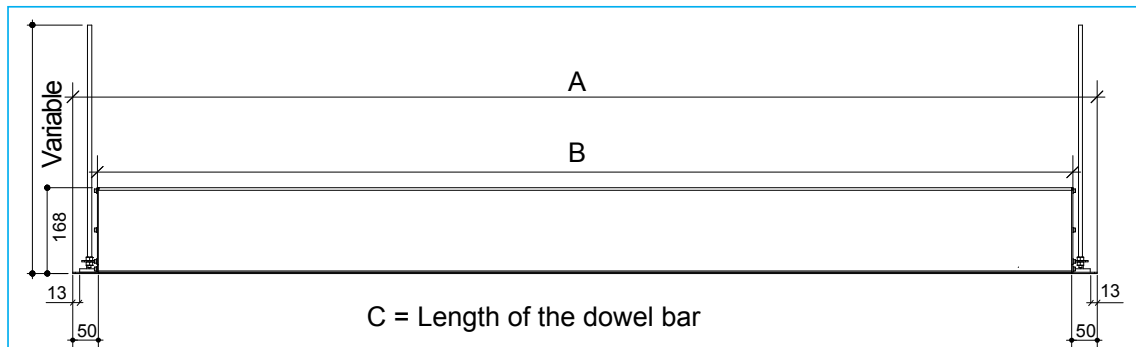 A
Variable
B
168
13
50
C = Length of the dowel bar
13
50